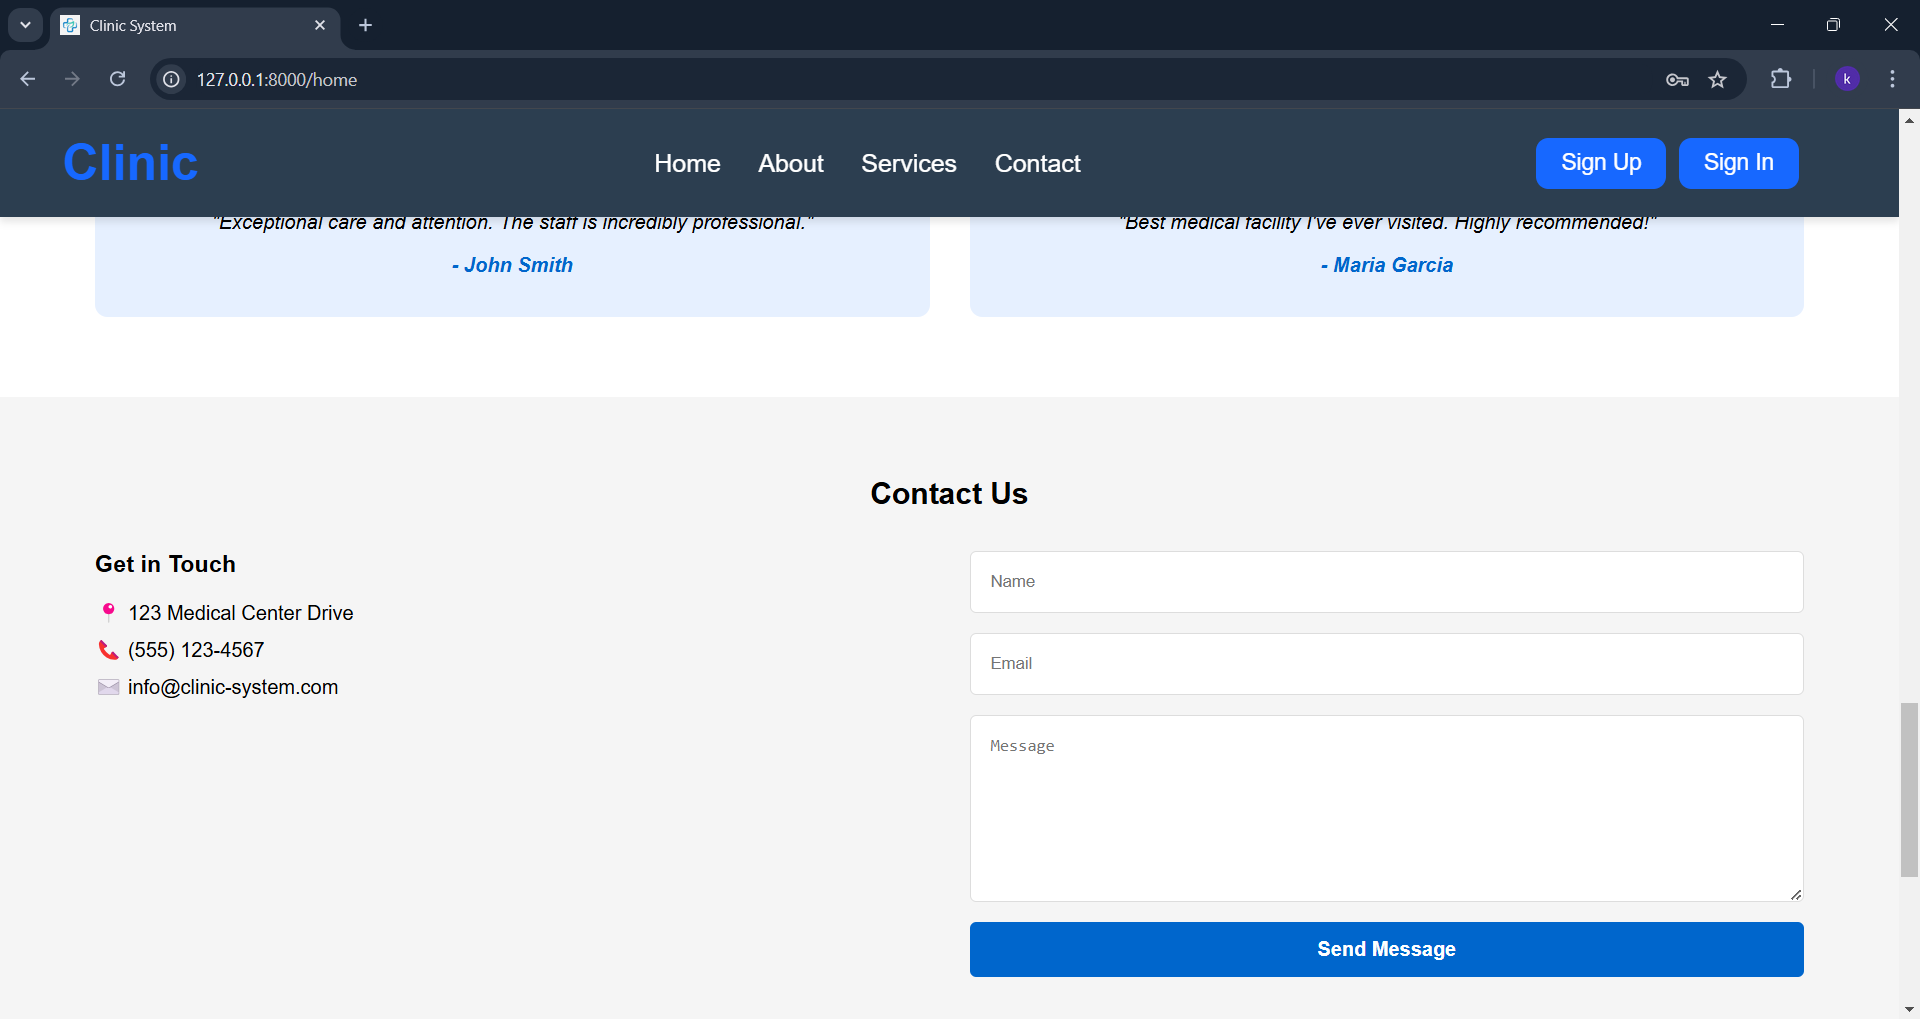 Clinic System
127.0.0.1:8000/home
k
Clinic
Home About Services Contact
Sign Up Sign In
"Exceptional care and attention. The staff is incredibly professional."
- John Smith
"Best medical facility I've ever visited. Highly recommended!"
- Maria Garcia
Contact Us
Get in Touch
123 Medical Center Drive
(555) 123-4567
info@clinic-system.com
Name
Email
Message
Send Message